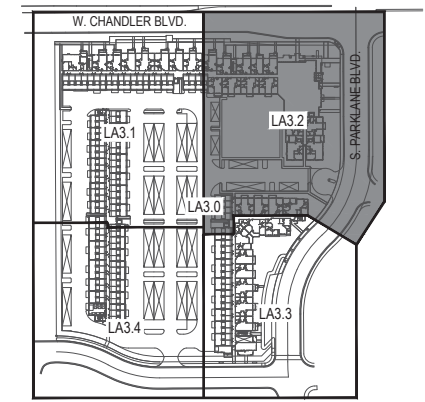 W. CHANDLER BLVD.
S. PARKLANE BLVD.
LA3.2
LA3.1
LA3.0
LA3.3
LA3.4